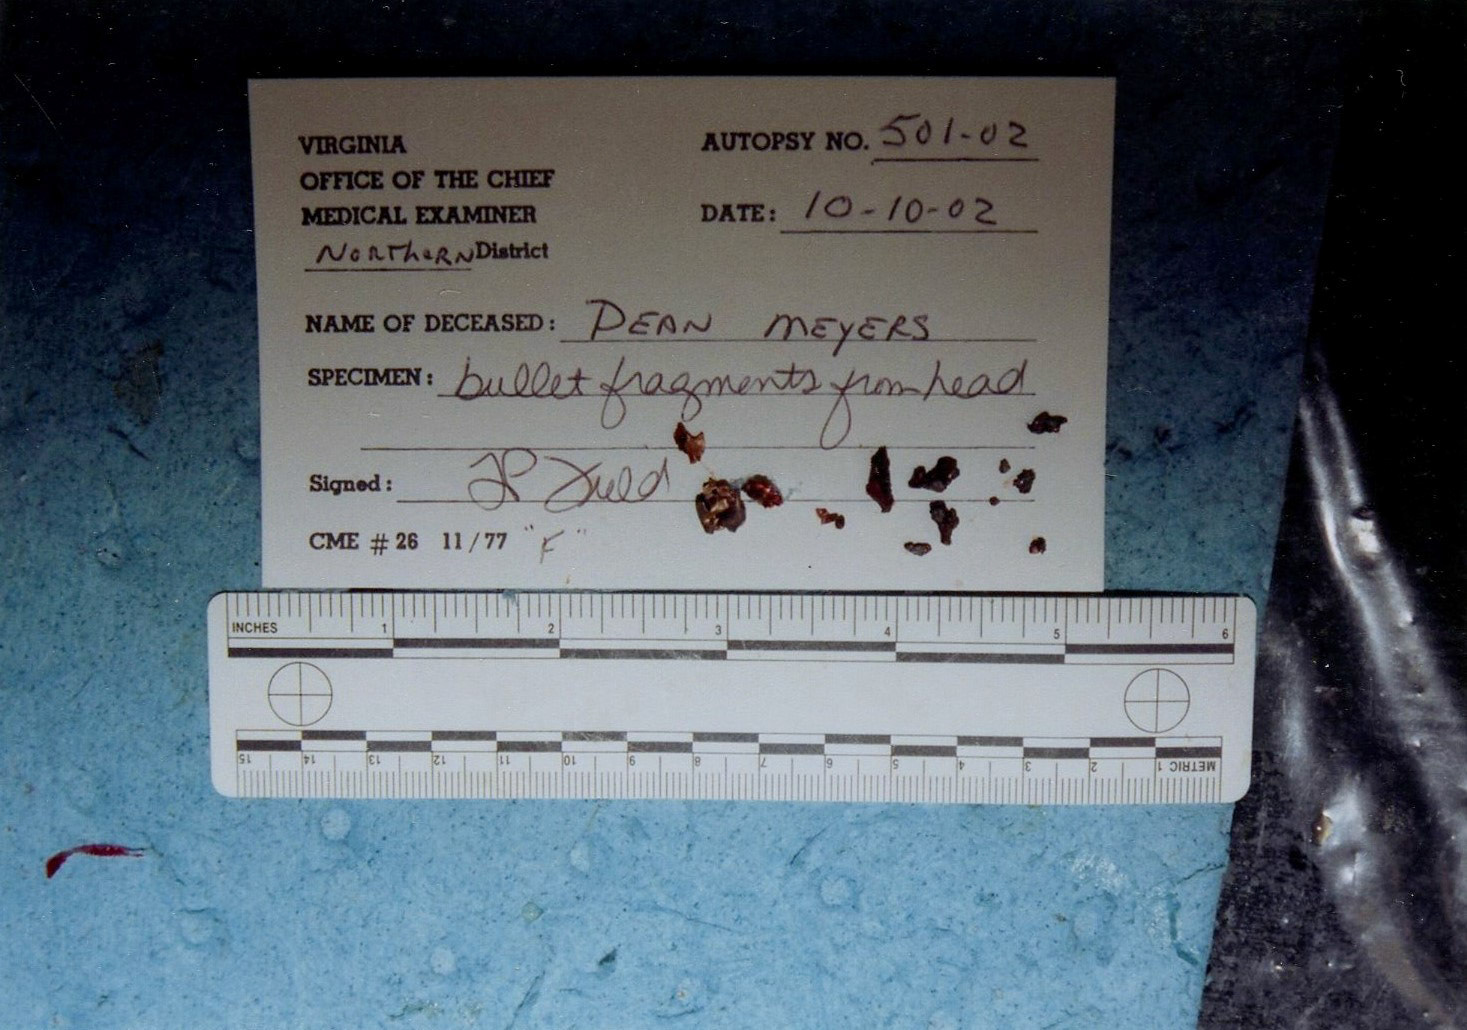 VIRGINIA
OFFICE OF THE CHIEF
MEDICAL EXAMINER
Northern District
AUTOPSY NO. 501-02
DATE: 10-10-02
NAME OF DECEASED: DEAN MEYERS
SPECIMEN: bullet fragments from head
Signed:
CME # 26 11/77 "F"
INCHES 1 2 3 4 5 6
15 14 13 12 11 10 9 8 7 6 5 4 3 2 1 METRIC